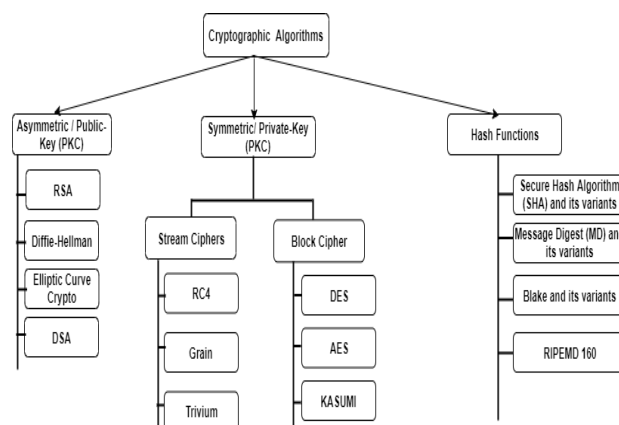 Cryptographic Algorithms
Asymmetric / Public-
Key (PKC)
RSA
Diffie-Hellman
Elliptic Curve
Crypto
DSA
Symmetric/ Private-Key
(PKC)
Stream Ciphers
RC4
Grain
Trivium
Block Cipher
DES
AES
KASUMI
Hash Functions
Secure Hash Algorithm
(SHA) and its variants
Message Digest (MD) and
its variants
Blake and its variants
RIPEMD 160